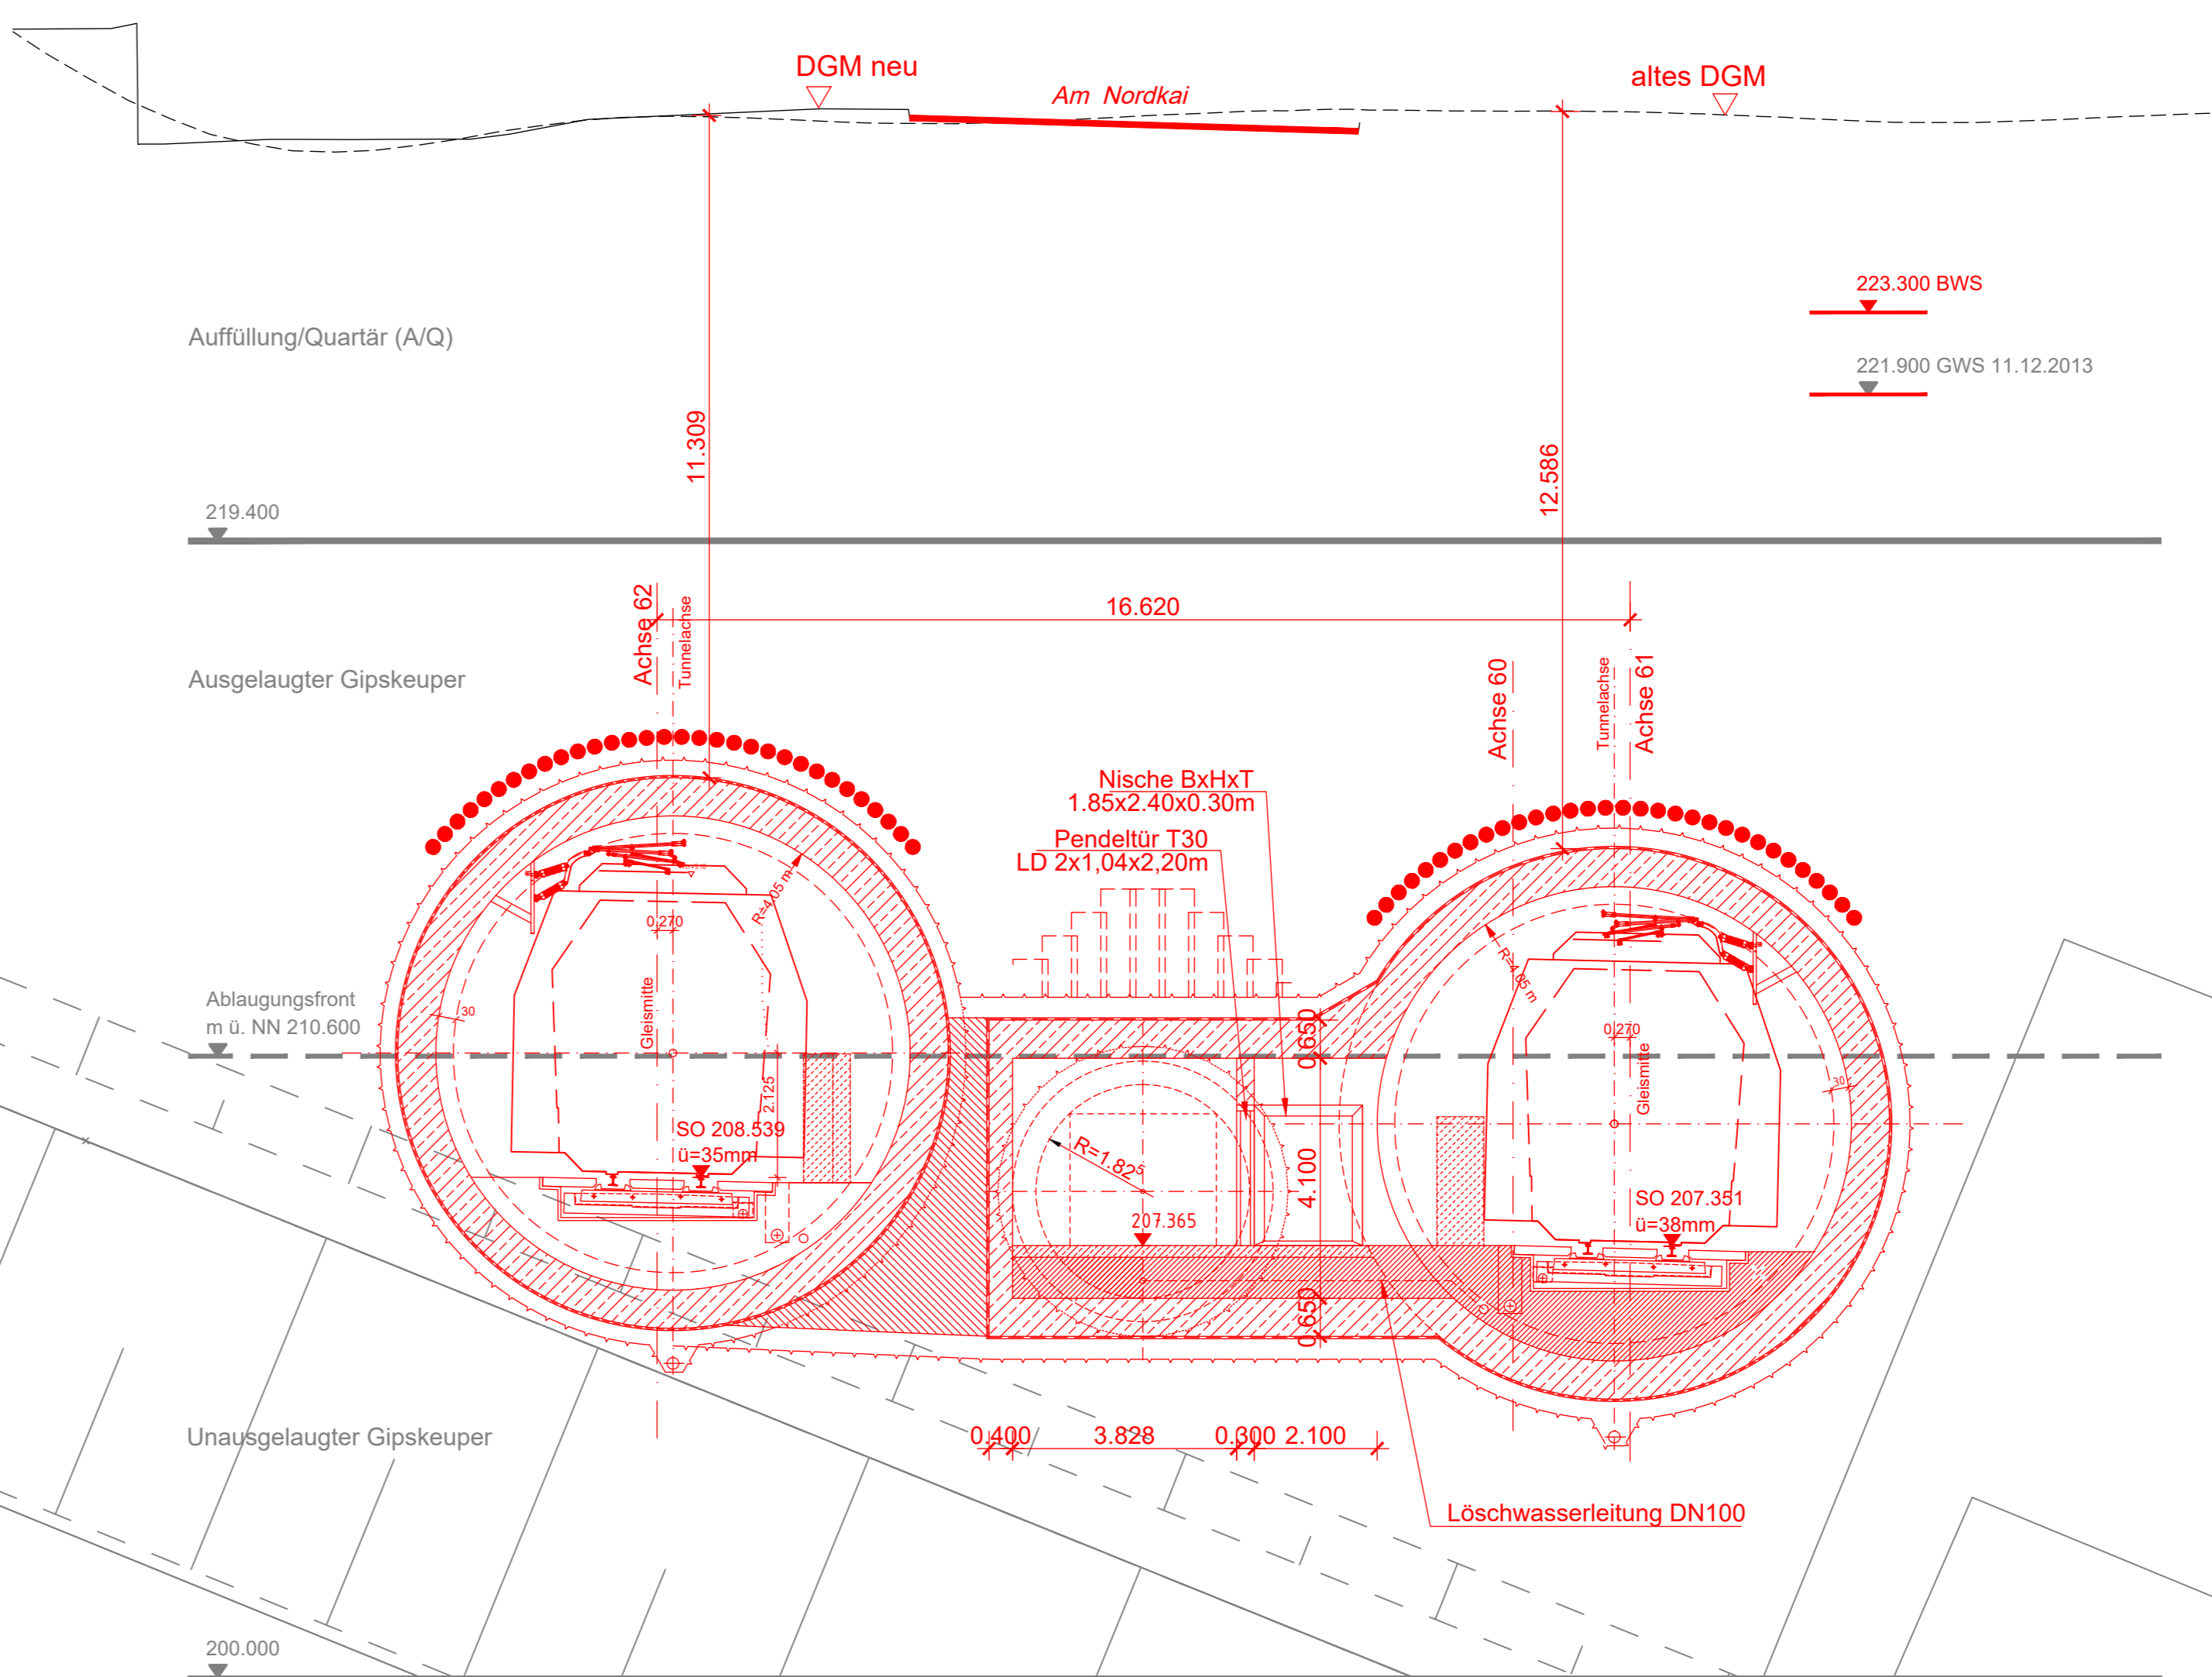 DGM neu
Am Nordkai
altes DGM
223.300 BWS
Auffüllung/Quartär (A/Q)
221.900 GWS 11.12.2013
11.309
12.586
219.400
16.620
Achse 62
Tunnelachse
Achse 60
Tunnelachse
Achse 61
Ausgelaugter Gipskeuper
Nische BxHxT
1.85x2.40x0.30m
Pendeltür T30
LD 2x1,04x2,20m
R=4.05 m
R=4.05 m
0.270
0.270
Gleismitte
Gleismitte
Ablaugungsfront
m ü. NN 210.600
30
30
0.650
2.125
SO 208.539
ü=35mm
R=1.82⁵
4.100
207.365
SO 207.351
ü=38mm
0.650
Unausgelaugter Gipskeuper
0.400
3.828
0.300
2.100
Löschwasserleitung DN100
200.000